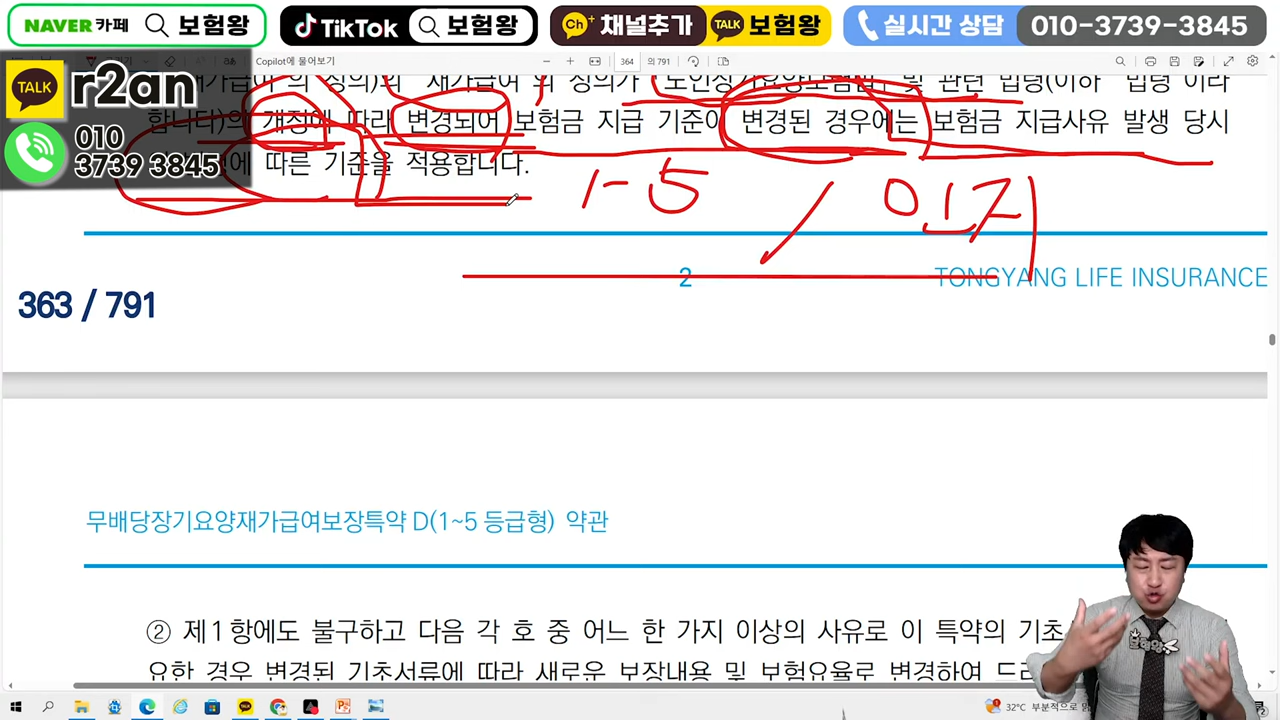 NAVER 카페 보험왕
TikTok 보험왕
Ch+ 채널추가 TALK 보험왕
실시간 상담 010-3739-3845
TALK r2an
010
3739 3845
Copilot에 물어보기
364 의 791
의 정의가 노인장기요양보험법 및 관련 법령(이하 법령 이라
합니다)의 개정에 따라 변경되어 보험금 지급 기준이 변경된 경우에는 보험금 지급사유 발생 당시
에 따른 기준을 적용합니다.
1-5
017
2 TONGYANG LIFE INSURANCE
363 / 791
무배당장기요양재가급여보장특약 D(1~5 등급형) 약관
② 제1항에도 불구하고 다음 각 호 중 어느 한 가지 이상의 사유로 이 특약의 기초
요한 경우 변경된 기초서류에 따라 새로운 보장내용 및 보험요율로 변경하여
보험왕
32°C 부분적으로